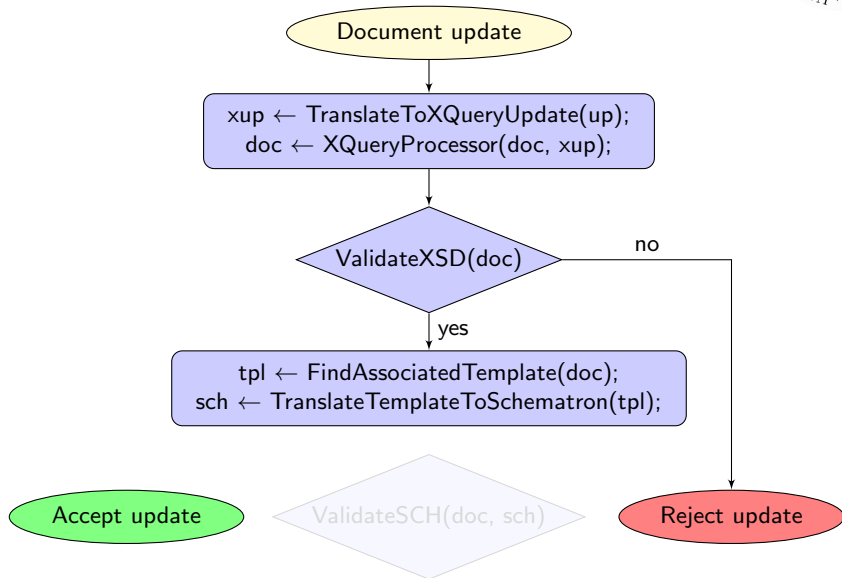 Document update
xup ← TranslateToXQueryUpdate(up);
doc ← XQueryProcessor(doc, xup);
ValidateXSD(doc)
no
yes
tpl ← FindAssociatedTemplate(doc);
sch ← TranslateTemplateToSchematron(tpl);
Accept update
ValidateSCH(doc, sch)
Reject update